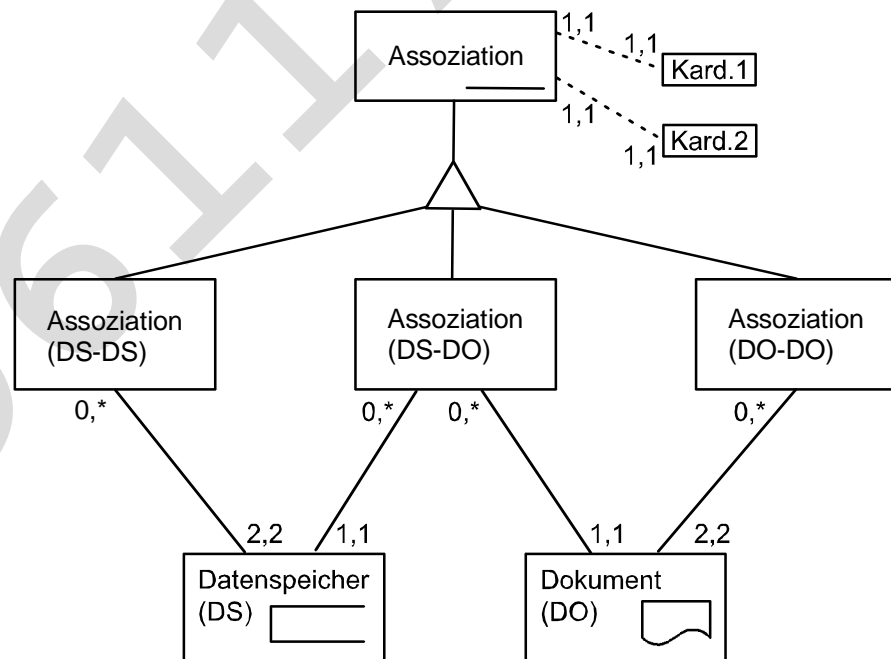 1,1
Assoziation
1,1
Kard.1
1,1
Kard.2
1,1
Assoziation
(DS-DS)
Assoziation
(DS-DO)
Assoziation
(DO-DO)
0,*
0,*
0,*
0,*
2,2
1,1
1,1
2,2
Datenspeicher
(DS)
Dokument
(DO)